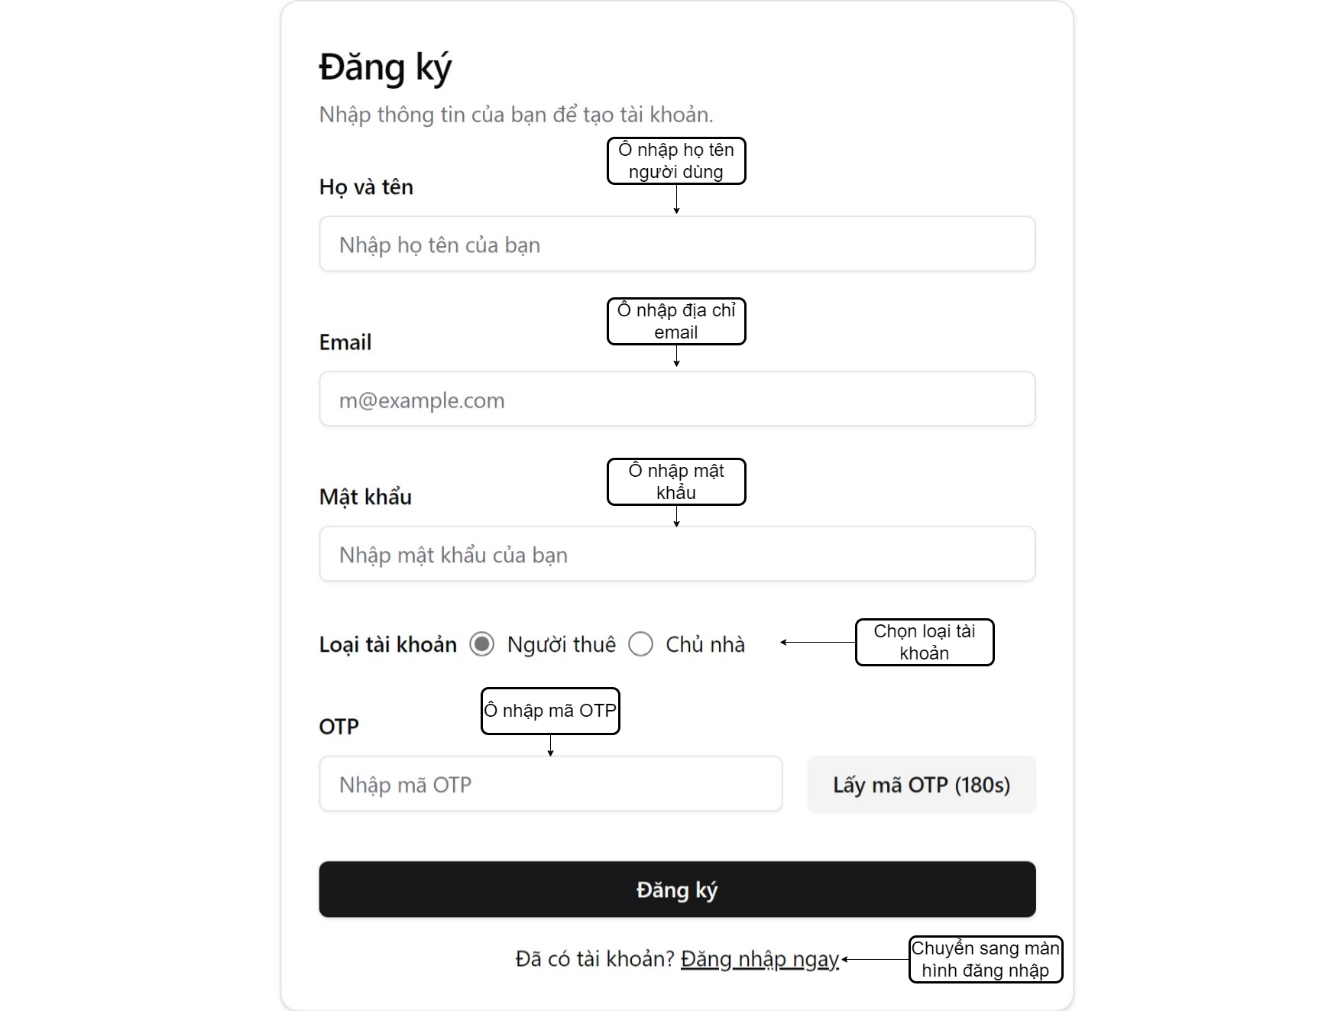 Đăng ký
Nhập thông tin của bạn để tạo tài khoản.
Ô nhập họ tên
người dùng
Họ và tên
Nhập họ tên của bạn
Ô nhập địa chỉ
email
Email
m@example.com
Ô nhập mật
khẩu
Mật khẩu
Nhập mật khẩu của bạn
Loại tài khoản Người thuê Chủ nhà
Chọn loại tài
khoản
Ô nhập mã OTP
OTP
Nhập mã OTP
Lấy mã OTP (180s)
Đăng ký
Đã có tài khoản? Đăng nhập ngay
Chuyển sang màn
hình đăng nhập